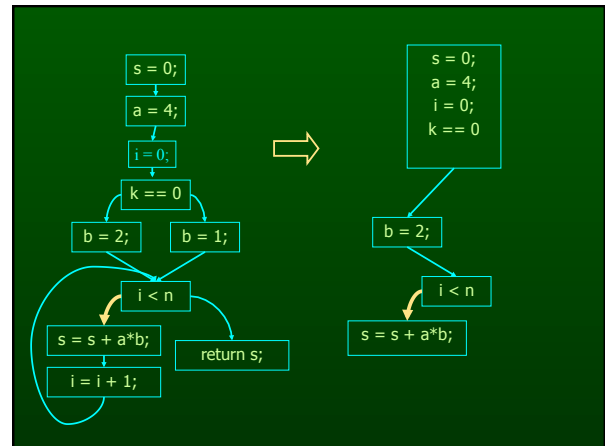 s = 0;
a = 4;
i = 0;
k == 0
b = 2;
b = 1;
i < n
s = s + a*b;
return s;
i = i + 1;
s = 0;
a = 4;
i = 0;
k == 0
b = 2;
i < n
s = s + a*b;